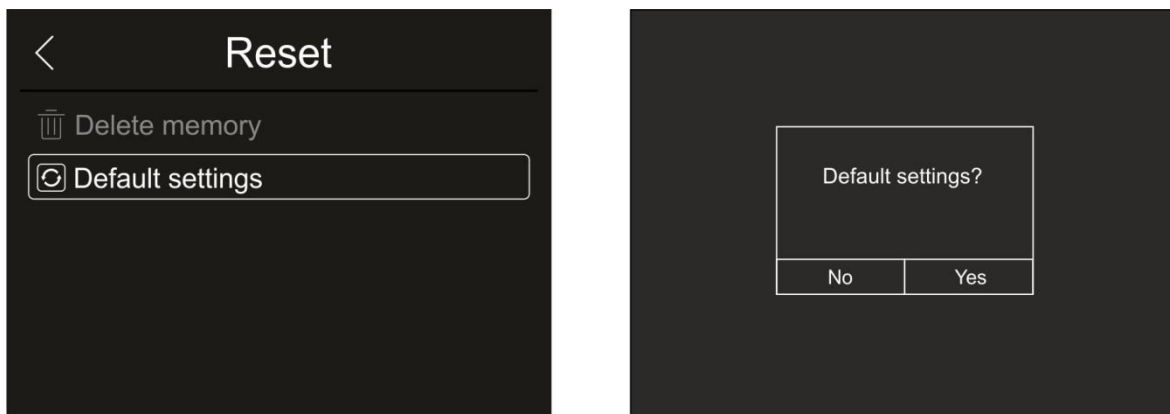 Reset
Delete memory
Default settings
Default settings?
No Yes